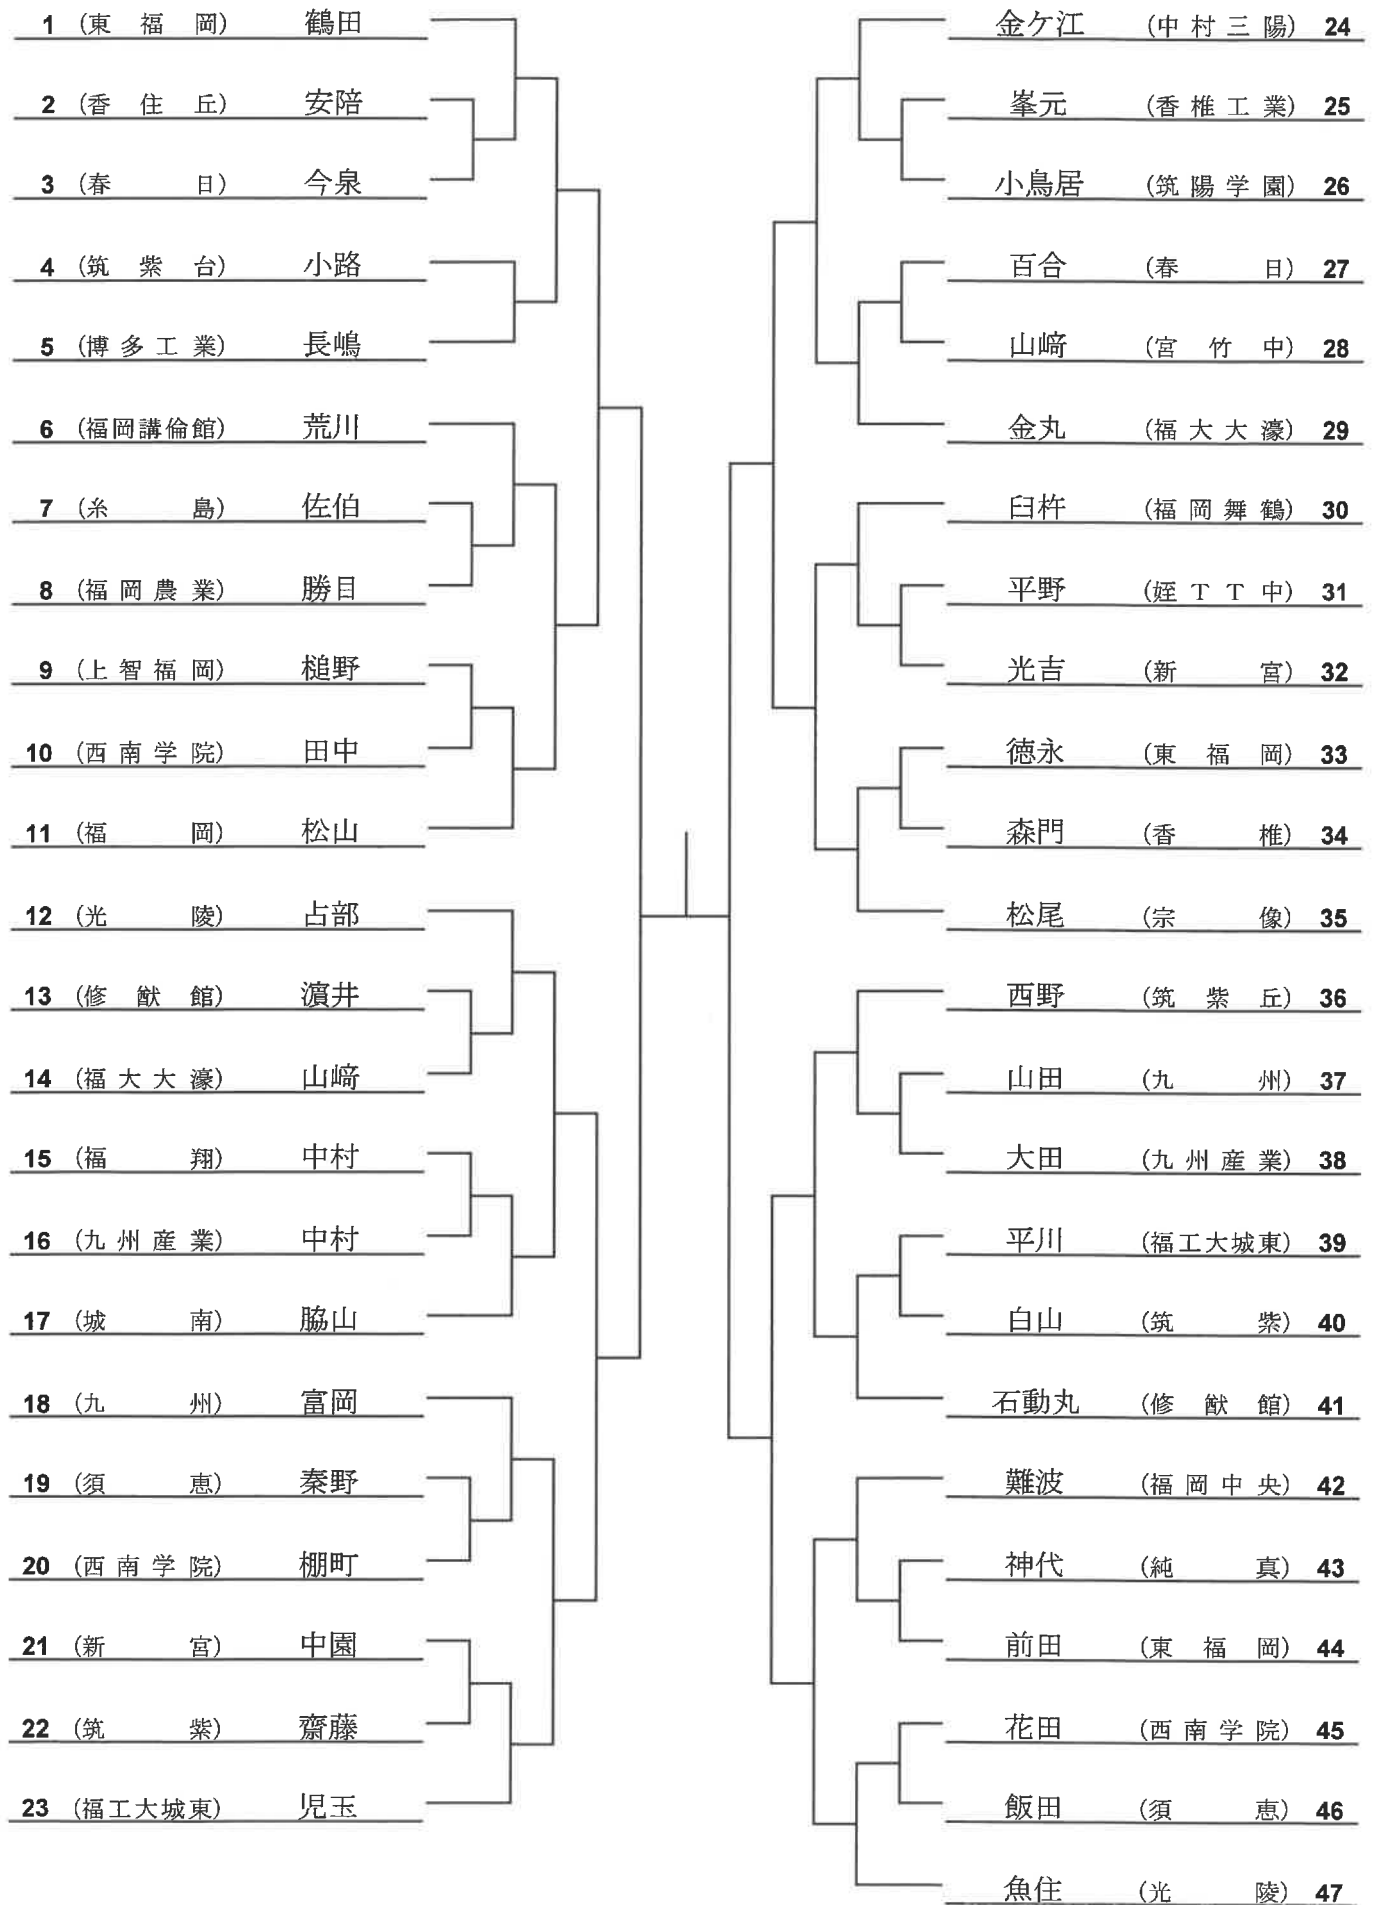 1 (東福岡) 鶴田
2 (香住丘) 安陪
3 (春日) 今泉
4 (筑紫台) 小路
5 (博多工業) 長嶋
6 (福岡講倫館) 荒川
7 (糸島) 佐伯
8 (福岡農業) 勝目
9 (上智福岡) 槌野
10 (西南学院) 田中
11 (福岡) 松山
12 (光陵) 占部
13 (修猷館) 濵井
14 (福大大濠) 山﨑
15 (福翔) 中村
16 (九州産業) 中村
17 (城南) 脇山
18 (九州) 富岡
19 (須恵) 秦野
20 (西南学院) 棚町
21 (新宮) 中園
22 (筑紫) 齋藤
23 (福工大城東) 児玉
金ケ江 (中村三陽) 24
峯元 (香椎工業) 25
小鳥居 (筑陽学園) 26
百合 (春日) 27
山﨑 (宮竹中) 28
金丸 (福大大濠) 29
臼杵 (福岡舞鶴) 30
平野 (姪TT中) 31
光吉 (新宮) 32
徳永 (東福岡) 33
森門 (香椎) 34
松尾 (宗像) 35
西野 (筑紫丘) 36
山田 (九州) 37
大田 (九州産業) 38
平川 (福工大城東) 39
白山 (筑紫) 40
石動丸 (修猷館) 41
難波 (福岡中央) 42
神代 (純真) 43
前田 (東福岡) 44
花田 (西南学院) 45
飯田 (須恵) 46
魚住 (光陵) 47